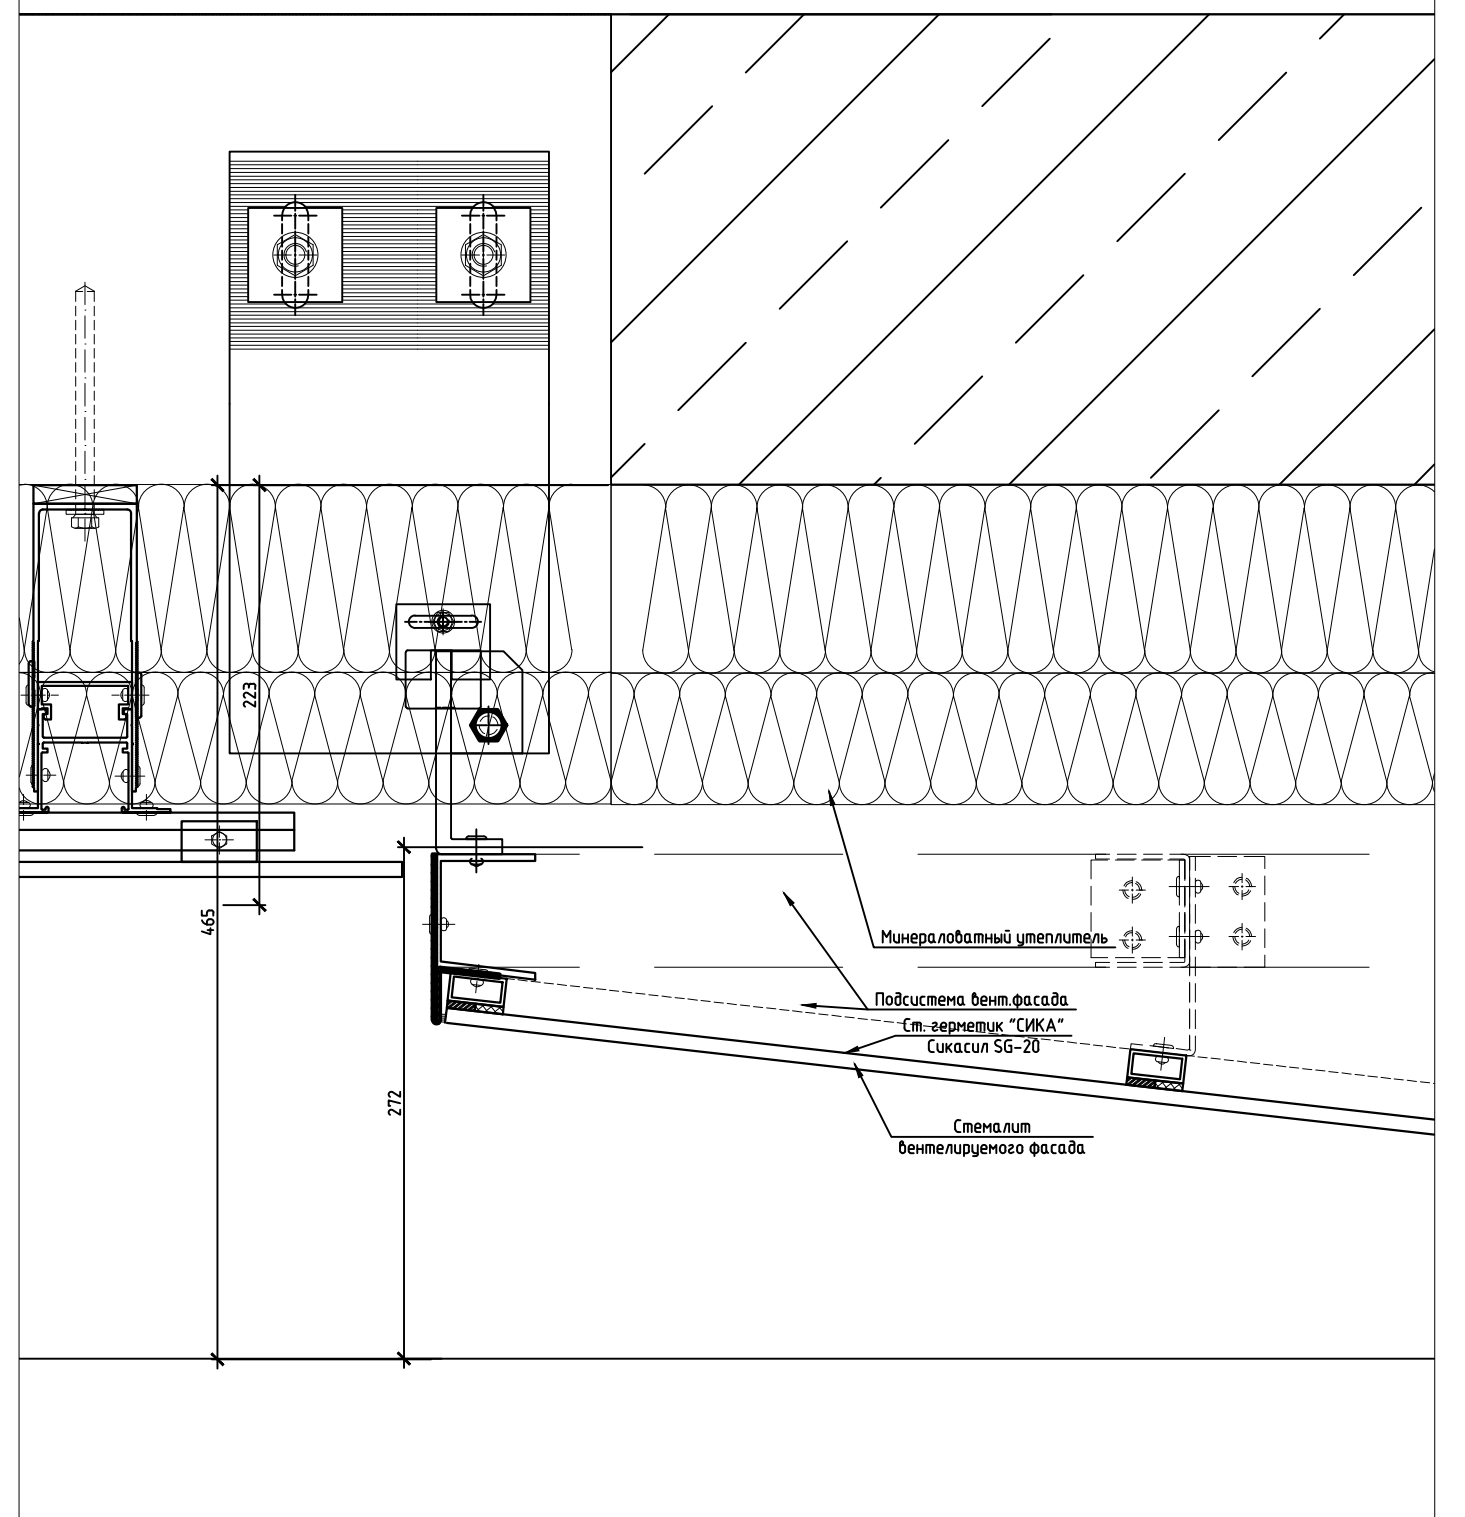 223
465
Минераловатный утеплитель
Подсистема вент.фасада
Ст. герметик "СИКА"
Сикасил SG-20
272
Стемалит
вентелируемого фасада